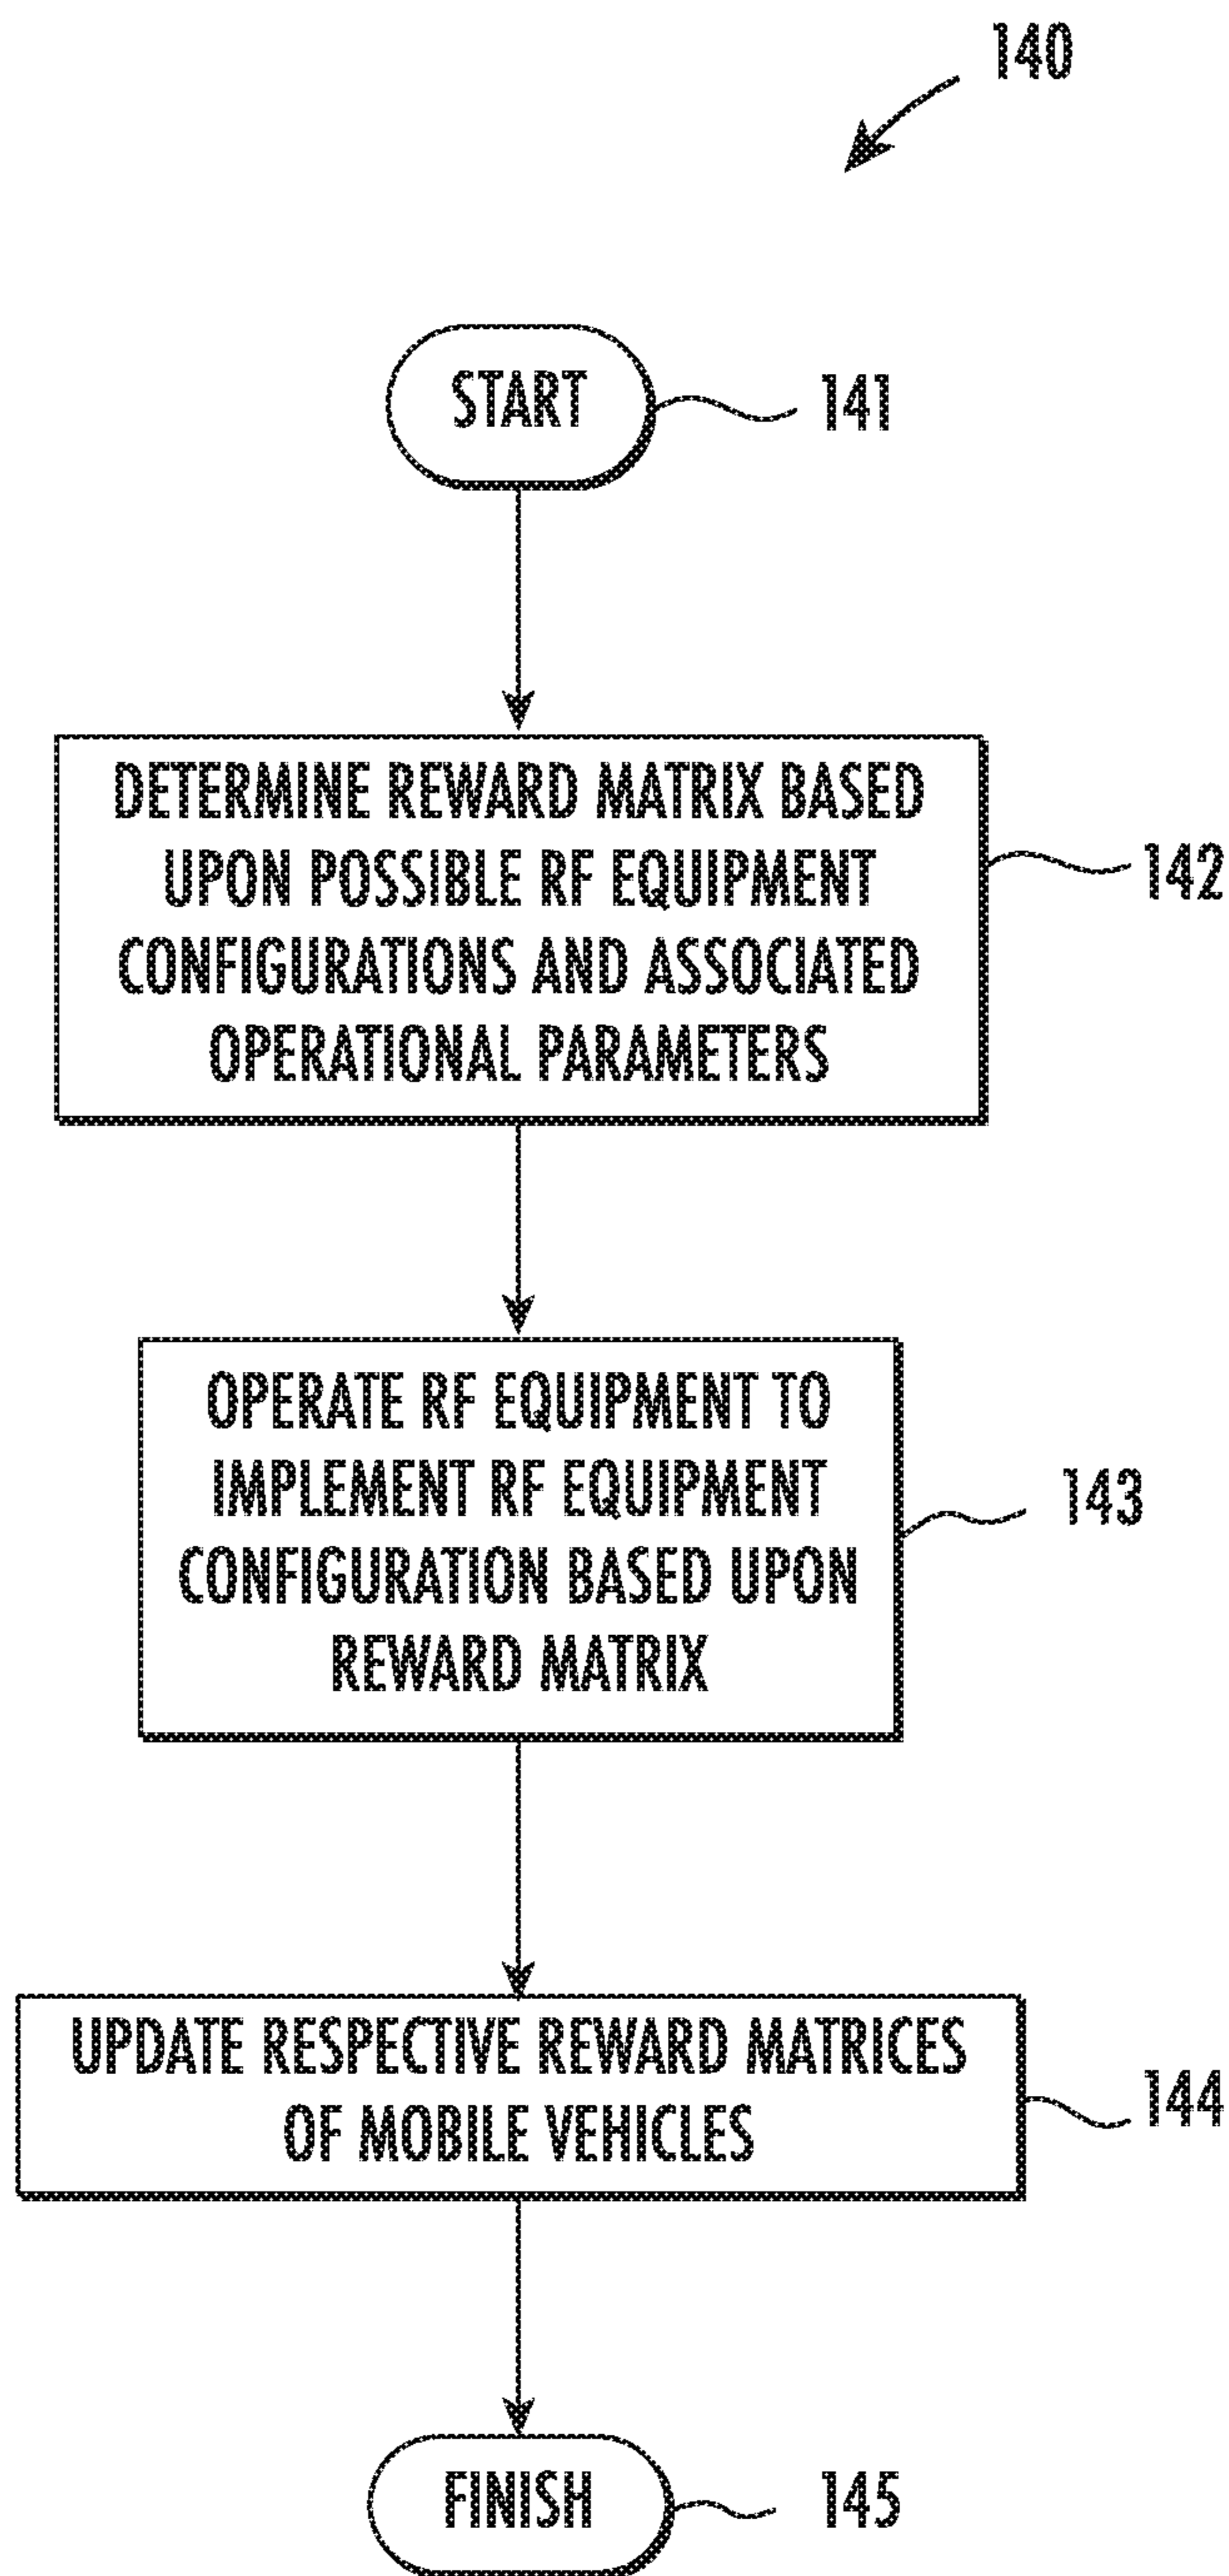 140
START
141
DETERMINE REWARD MATRIX BASED
UPON POSSIBLE RF EQUIPMENT
CONFIGURATIONS AND ASSOCIATED
OPERATIONAL PARAMETERS
142
OPERATE RF EQUIPMENT TO
IMPLEMENT RF EQUIPMENT
CONFIGURATION BASED UPON
REWARD MATRIX
143
UPDATE RESPECTIVE REWARD MATRICES
OF MOBILE VEHICLES
144
FINISH
145